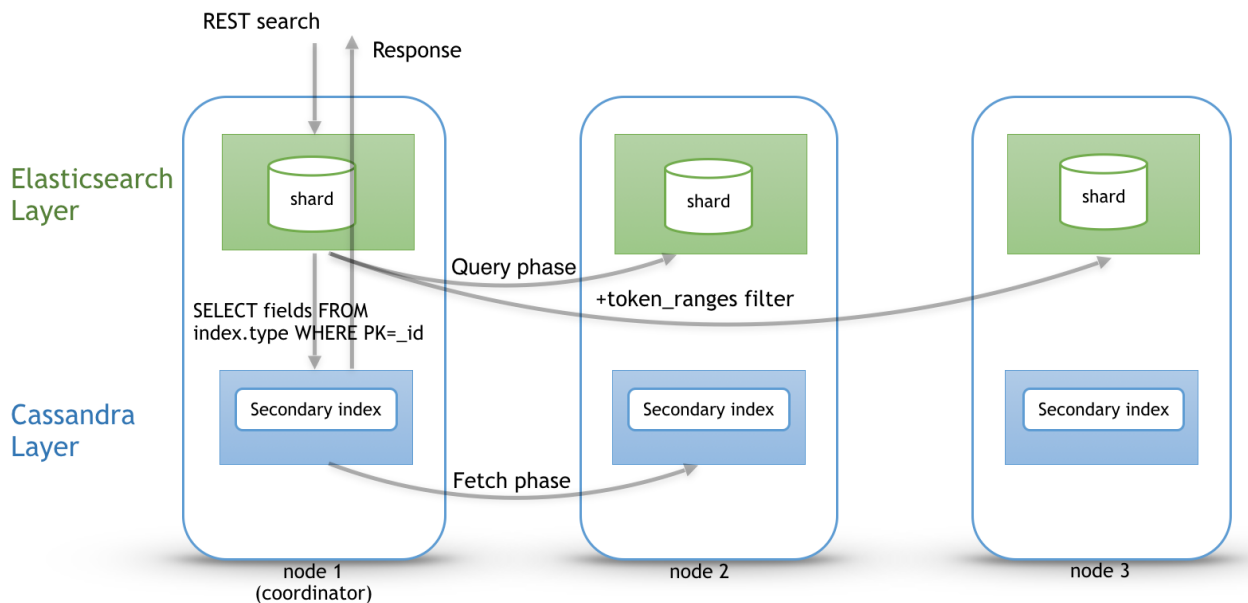 REST search
Response
Elasticsearch
Layer
shard
shard
shard
Query phase
+token_ranges filter
SELECT fields FROM
index.type WHERE PK=_id
Cassandra
Layer
Secondary index
Secondary index
Secondary index
Fetch phase
node 1
(coordinator)
node 2
node 3